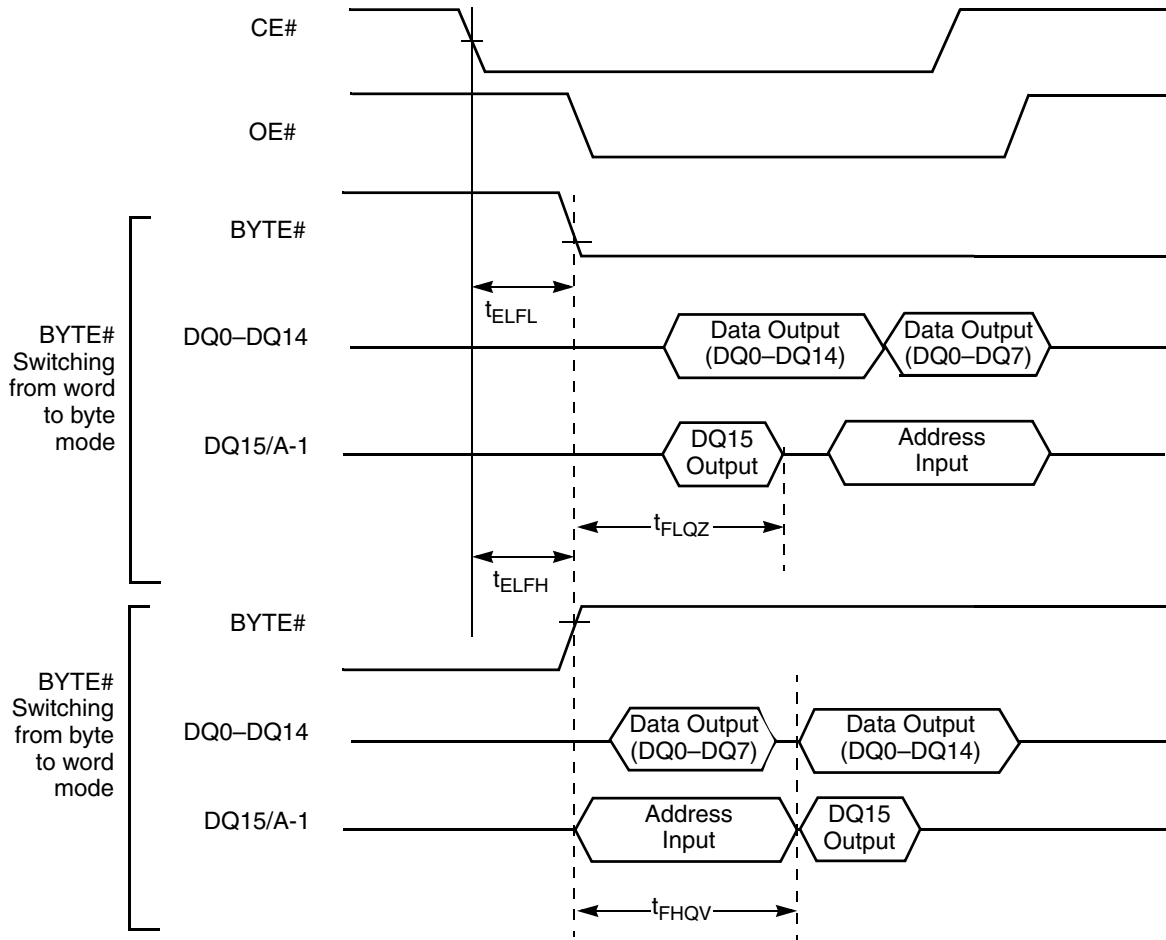 CE#
OE#
BYTE#
tELFL
BYTE#
Switching
from word
to byte
mode
DQ0–DQ14
Data Output
(DQ0–DQ14)
Data Output
(DQ0–DQ7)
DQ15/A-1
DQ15
Output
Address
Input
tFLQZ
tELFH
BYTE#
BYTE#
Switching
from byte
to word
mode
DQ0–DQ14
Data Output
(DQ0–DQ7)
Data Output
(DQ0–DQ14)
DQ15/A-1
Address
Input
DQ15
Output
tFHQV